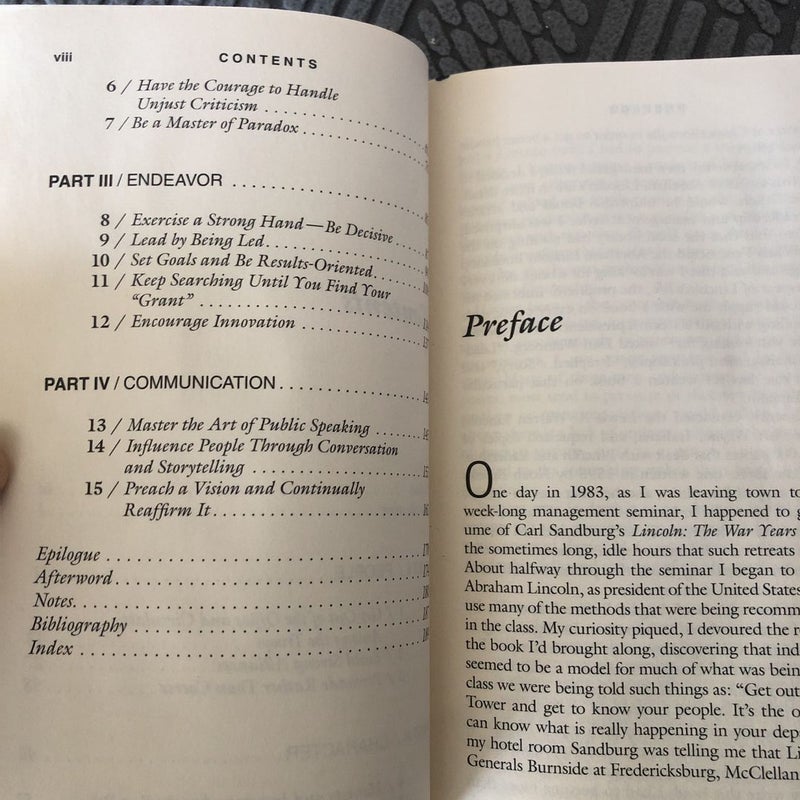 viii
CONTENTS
6 / Have the Courage to Handle
Unjust Criticism
7 / Be a Master of Paradox
PART III / ENDEAVOR
8 / Exercise a Strong Hand—Be Decisive
9 / Lead by Being Led
10 / Set Goals and Be Results-Oriented
11 / Keep Searching Until You Find Your
“Grant”
12 / Encourage Innovation
PART IV / COMMUNICATION
13 / Master the Art of Public Speaking
14 / Influence People Through Conversation
and Storytelling
15 / Preach a Vision and Continually
Reaffirm It
Epilogue
Afterword
Notes
Bibliography
Index
Preface
One day in 1983, as I was leaving town
week-long management seminar, I happened to
ume of Carl Sandburg’s Lincoln: The War Years
the sometimes long, idle hours that such retreats
About halfway through the seminar I began to
Abraham Lincoln, as president of the United States
use many of the methods that were being
in the class. My curiosity piqued, I devoured the
the book I’d brought along, discovering that
seemed to be a model for much of what was
class we were being told such things as: “Get out
Tower and get to know your people. It’s the
can know what is really happening in your
my hotel room Sandburg was telling me that
Generals Burnside at Fredericksburg, McClellan